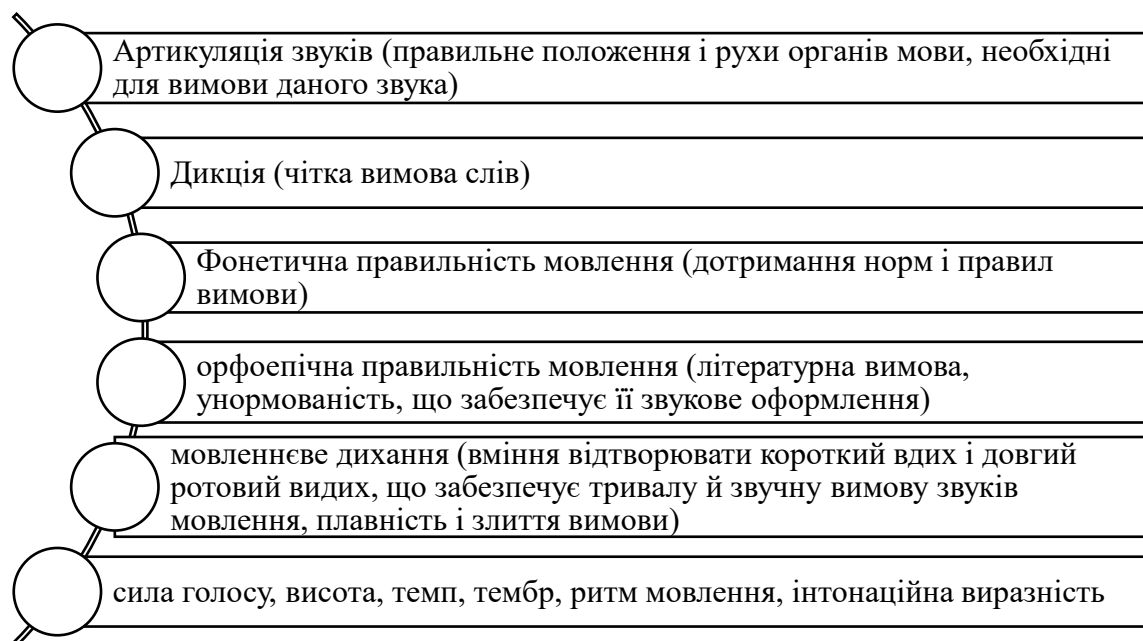 Артикуляція звуків (правильне положення і рухи органів мови, необхідні
для вимови даного звука)
Дикція (чітка вимова слів)
Фонетична правильність мовлення (дотримання норм і правил
вимови)
орфоепічна правильність мовлення (літературна вимова,
унормованість, що забезпечує її звукове оформлення)
мовленнєве дихання (вміння відтворювати короткий вдих і довгий
ротовий видих, що забезпечує тривалу й звучну вимову звуків
мовлення, плавність і злиття вимови)
сила голосу, висота, темп, тембр, ритм мовлення, інтонаційна виразність